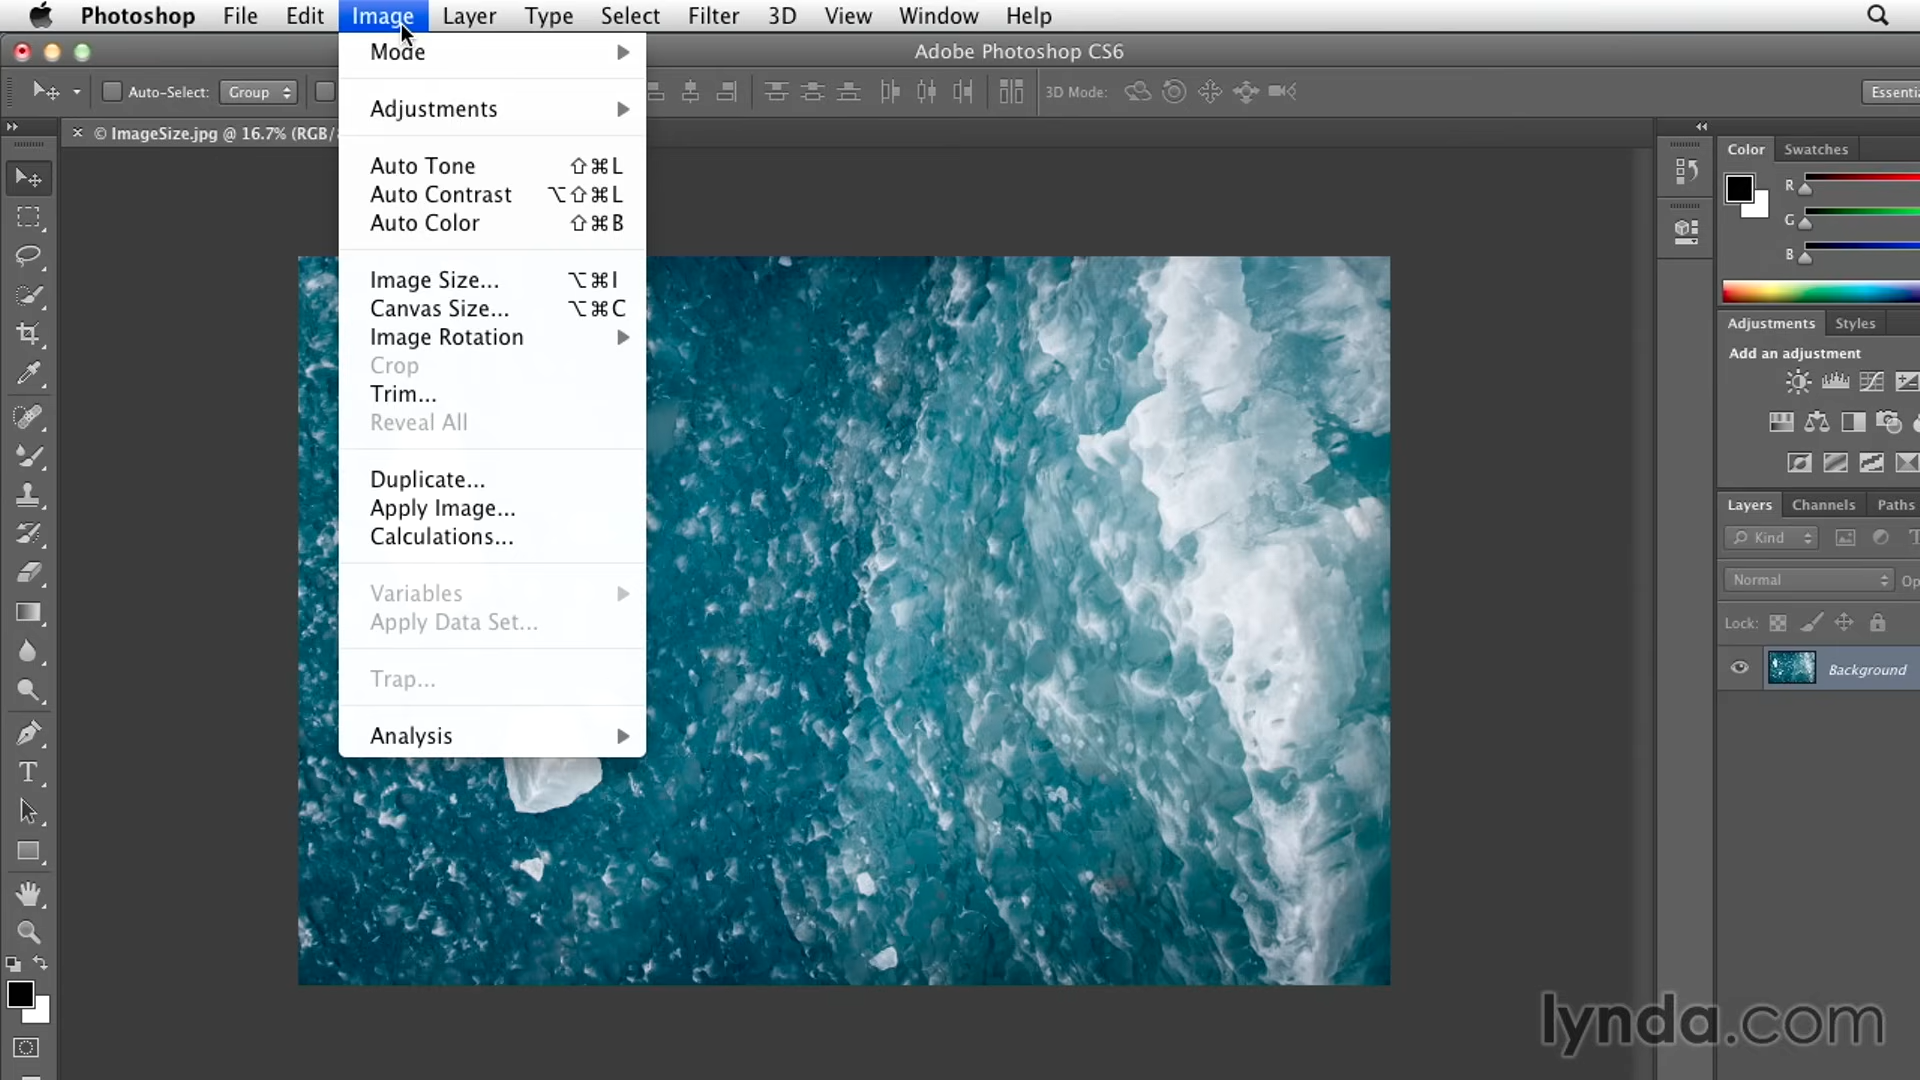 Photoshop File Edit Image Layer Type Select Filter 3D View Window Help
Adobe Photoshop CS6
Auto-Select: Group 3D Mode: Essentia
× © ImageSize.jpg @ 16.7% (RGB/
Mode
Adjustments
Auto Tone ⇧⌘L
Auto Contrast ⌥⇧⌘L
Auto Color ⇧⌘B
Image Size... ⌥⌘I
Canvas Size... ⌥⌘C
Image Rotation
Crop
Trim...
Reveal All
Duplicate...
Apply Image...
Calculations...
Variables
Apply Data Set...
Trap...
Analysis
Color Swatches
R
G
B
Adjustments Styles
Add an adjustment
Layers Channels Paths
Kind T
Normal Op
Lock:
Background
T
lynda.com